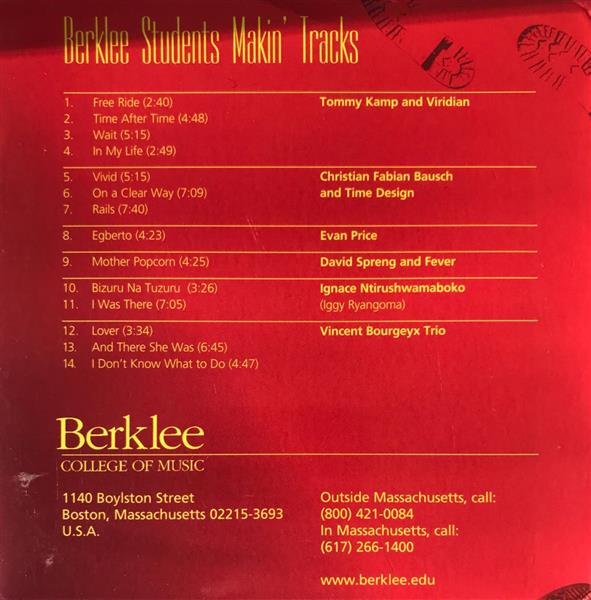 Berklee Students Makin' Tracks
1. Free Ride (2:40) Tommy Kamp and Viridian
2. Time After Time (4:48)
3. Wait (5:15)
4. In My Life (2:49)
5. Vivid (5:15) Christian Fabian Bausch
6. On a Clear Way (7:09) and Time Design
7. Rails (7:40)
8. Egberto (4:23) Evan Price
9. Mother Popcorn (4:25) David Spreng and Fever
10. Bizuru Na Tuzuru (3:26) Ignace Ntirushwamaboko
11. I Was There (7:05) (Iggy Ryangoma)
12. Lover (3:34) Vincent Bourgeyx Trio
13. And There She Was (6:45)
14. I Don't Know What to Do (4:47)
Berklee
COLLEGE OF MUSIC
1140 Boylston Street
Boston, Massachusetts 02215-3693
U.S.A.
Outside Massachusetts, call:
(800) 421-0084
In Massachusetts, call:
(617) 266-1400
www.berklee.edu